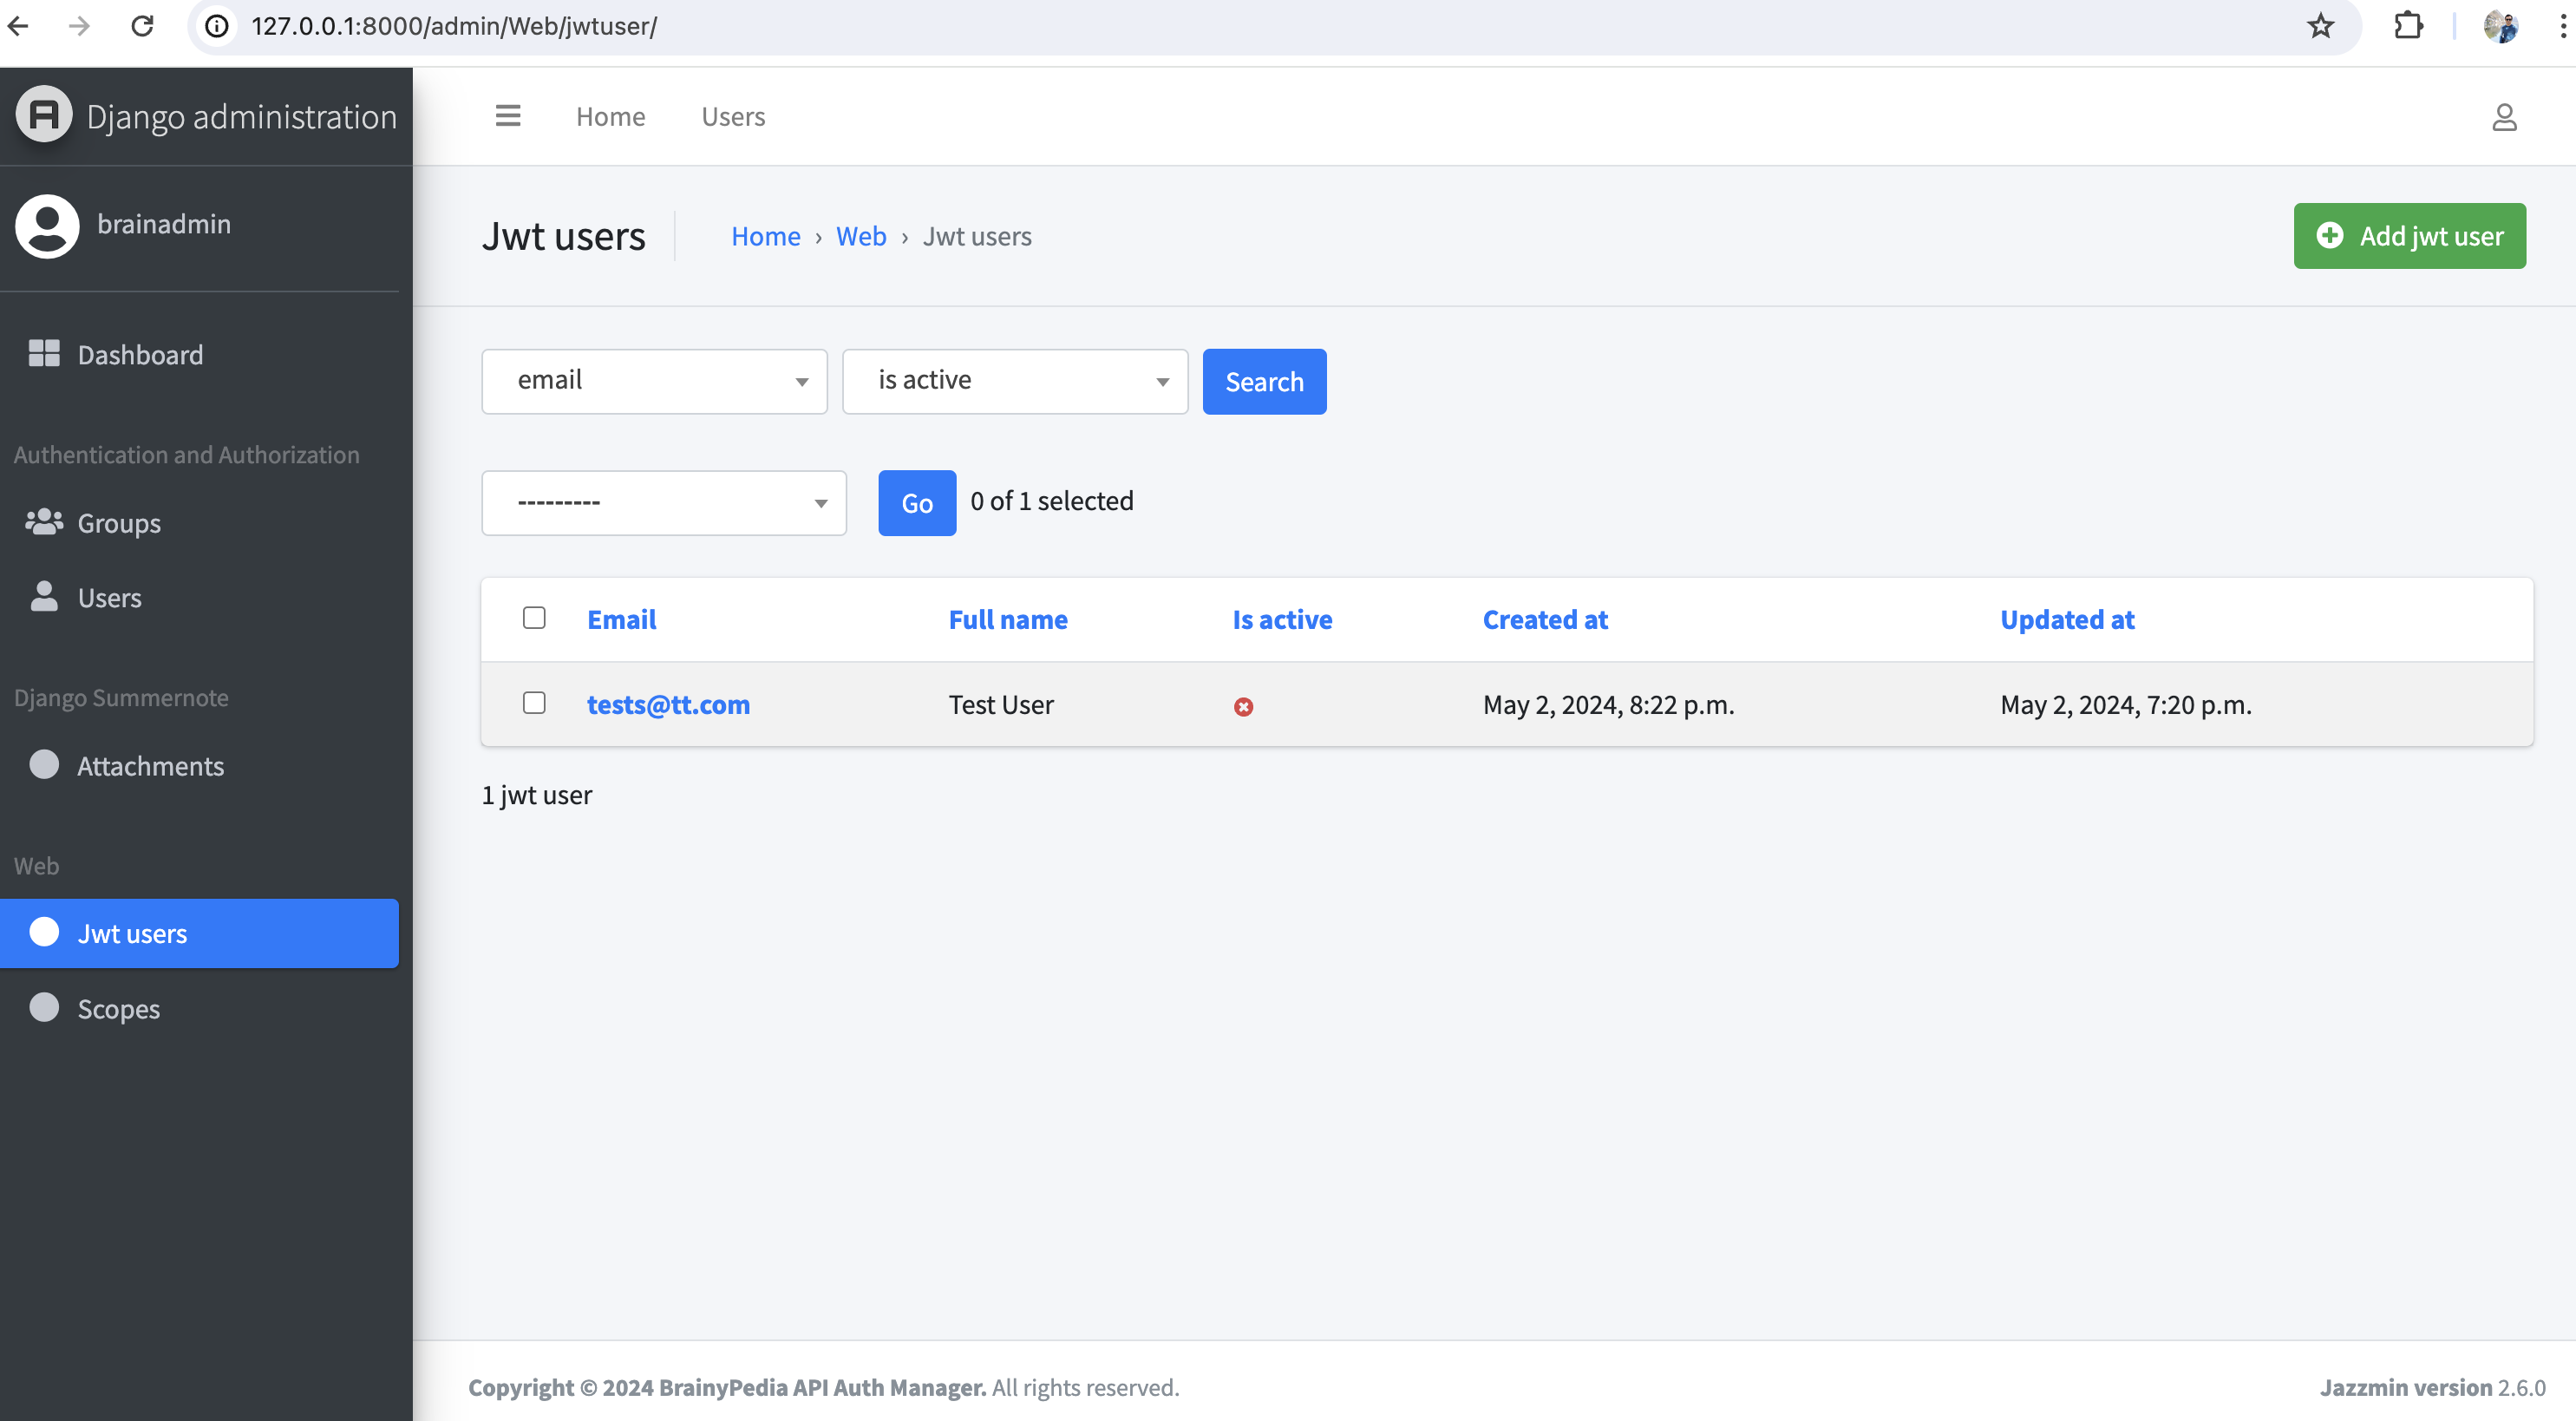 127.0.0.1:8000/admin/Web/jwtuser/
Django administration
Home
Users
brainadmin
Jwt users
Home › Web › Jwt users
Add jwt user
Dashboard
email
is active
Search
Authentication and Authorization
---------
Go
0 of 1 selected
Groups
Users
Email
Full name
Is active
Created at
Updated at
tests@tt.com
Test User
May 2, 2024, 8:22 p.m.
May 2, 2024, 7:20 p.m.
Django Summernote
Attachments
1 jwt user
Web
Jwt users
Scopes
Copyright © 2024 BrainyPedia API Auth Manager. All rights reserved.
Jazzmin version 2.6.0